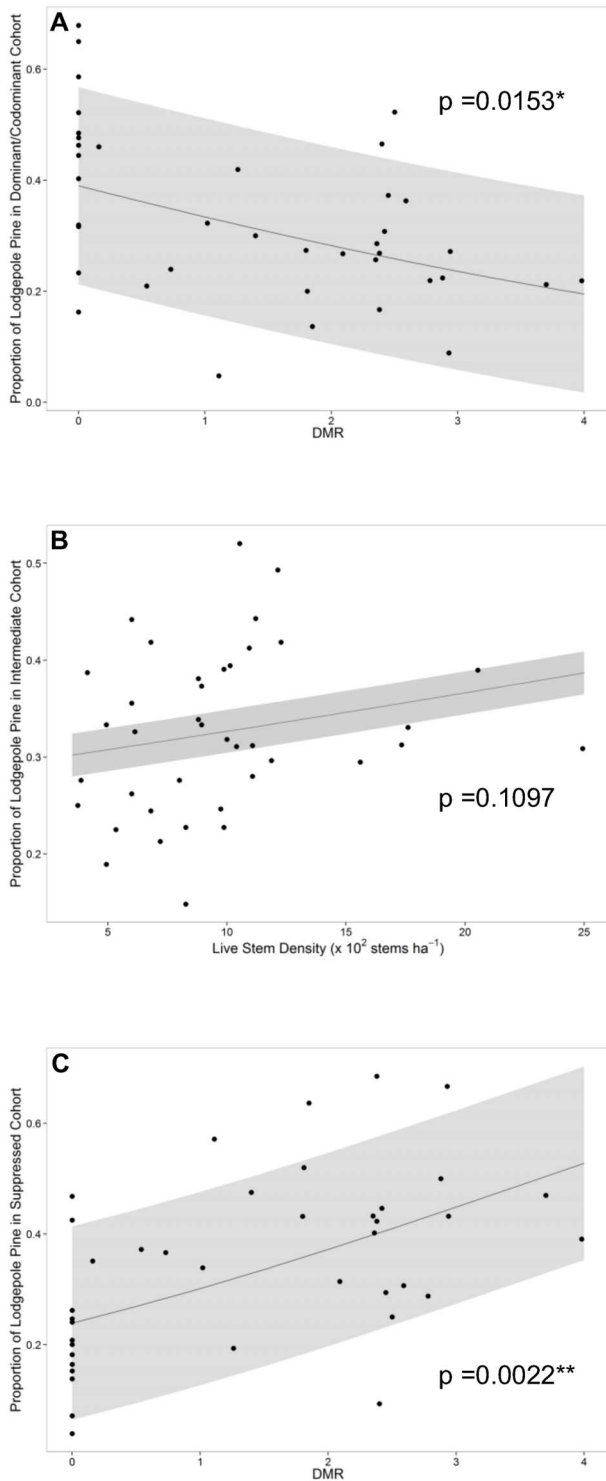 A
Proportion of Lodgepole Pine in Dominant/Codominant Cohort
0.6
0.4
0.2
0.0
p =0.0153*
0 1 2 3 4
DMR
B
Proportion of Lodgepole Pine in Intermediate Cohort
0.5
0.4
0.3
0.2
p =0.1097
5 10 15 20 25
Live Stem Density (x 10² stems ha⁻¹)
C
Proportion of Lodgepole Pine in Suppressed Cohort
0.6
0.4
0.2
p =0.0022**
0 1 2 3 4
DMR